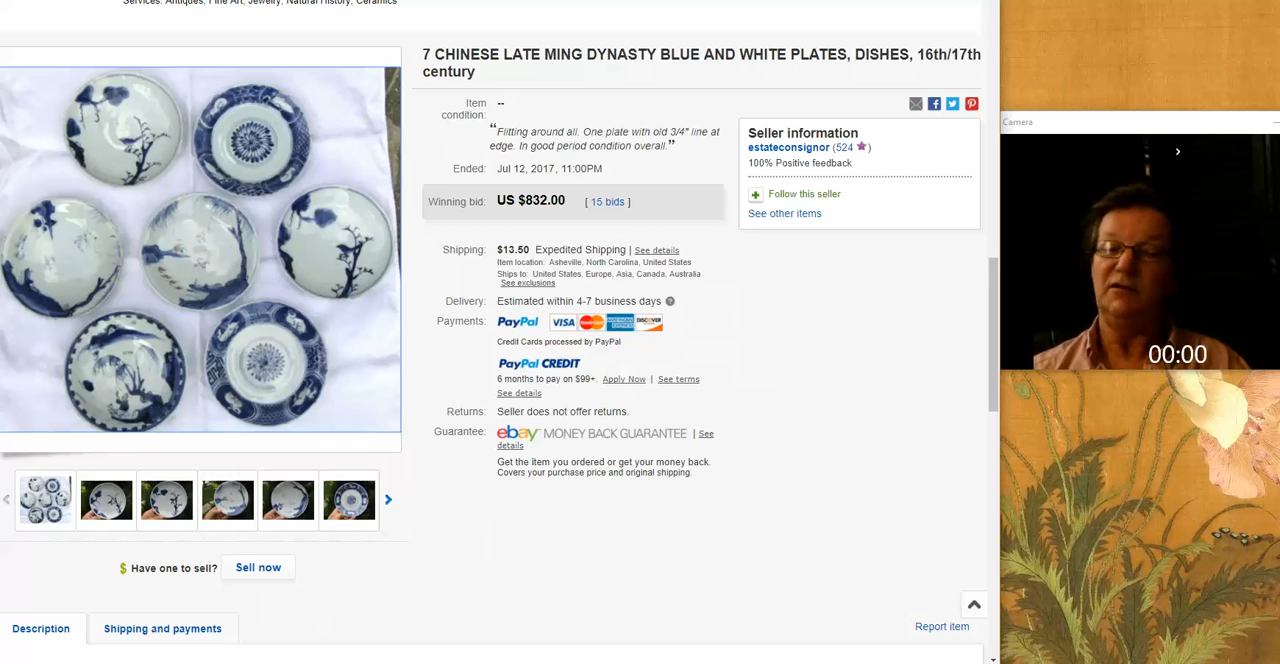 Services: Antiques, Fine Art, Jewelry, Natural History, Ceramics
7 CHINESE LATE MING DYNASTY BLUE AND WHITE PLATES, DISHES, 16th/17th
century
Item
condition:
--
“Flitting around all. One plate with old 3/4" line at
edge. In good period condition overall.”
Ended: Jul 12, 2017, 11:00PM
Winning bid: US $832.00 [ 15 bids ]
Shipping: $13.50 Expedited Shipping | See details
Item location: Asheville, North Carolina, United States
Ships to: United States, Europe, Asia, Canada, Australia
See exclusions
Delivery: Estimated within 4-7 business days
Payments: PayPal VISA MasterCard AMERICAN EXPRESS DISCOVER
Credit Cards processed by PayPal
PayPal CREDIT
6 months to pay on $99+. Apply Now | See terms
See details
Returns: Seller does not offer returns.
Guarantee: ebay MONEY BACK GUARANTEE | See
details
Get the item you ordered or get your money back.
Covers your purchase price and original shipping.
Seller information
estateconsignor (524 )
100% Positive feedback
Follow this seller
See other items
$ Have one to sell? Sell now
Description
Shipping and payments
Report item
Camera
00:00